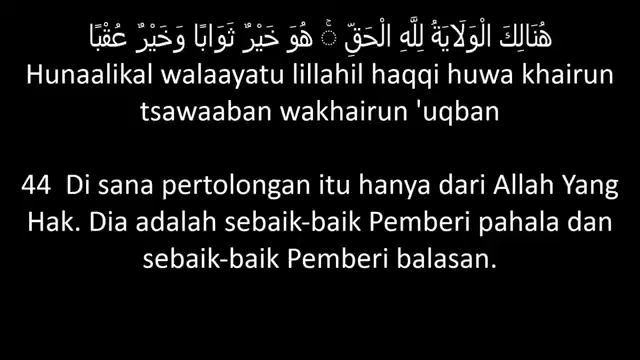 هُنَالِكَ الْوَلَايَةُ لِلَّهِ الْحَقِّ ۚ هُوَ خَيْرٌ ثَوَابًا وَخَيْرٌ عُقْبًا
Hunaalikal walaayatu lillahil haqqi huwa khairun
tsawaaban wakhairun 'uqban
44 Di sana pertolongan itu hanya dari Allah Yang
Hak. Dia adalah sebaik-baik Pemberi pahala dan
sebaik-baik Pemberi balasan.